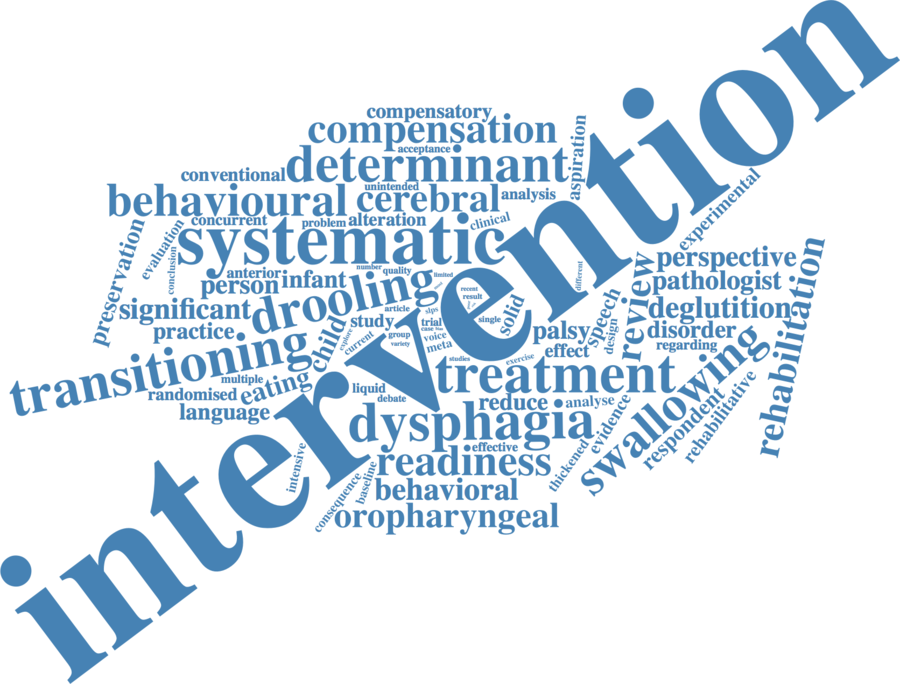 intervention
compensatory
compensation
acceptance
determinant
aspiration
conventional
unintended
behavioural
cerebral
analysis
experimental
concurrent
problem
alteration
clinical
systematic
preservation
evaluation
conclusion
number
quality
limited
anterior
person
infant
drooling
recent
result
different
perspective
pathologist
review
rehabilitation
significant
article
slps
single
solid
speech
design
deglutition
practice
child
explore
study
current
group
variety
trial
case
voice
meta
palsy
effect
disorder
regarding
transitioning
studies
exercise
multiple
eating
randomised
language
liquid
debate
treatment
reduce
analyse
swallowing
respondent
rehabilitative
dysphagia
evidence
effective
thickened
intensive
readiness
consequence
baseline
behavioral
oropharyngeal